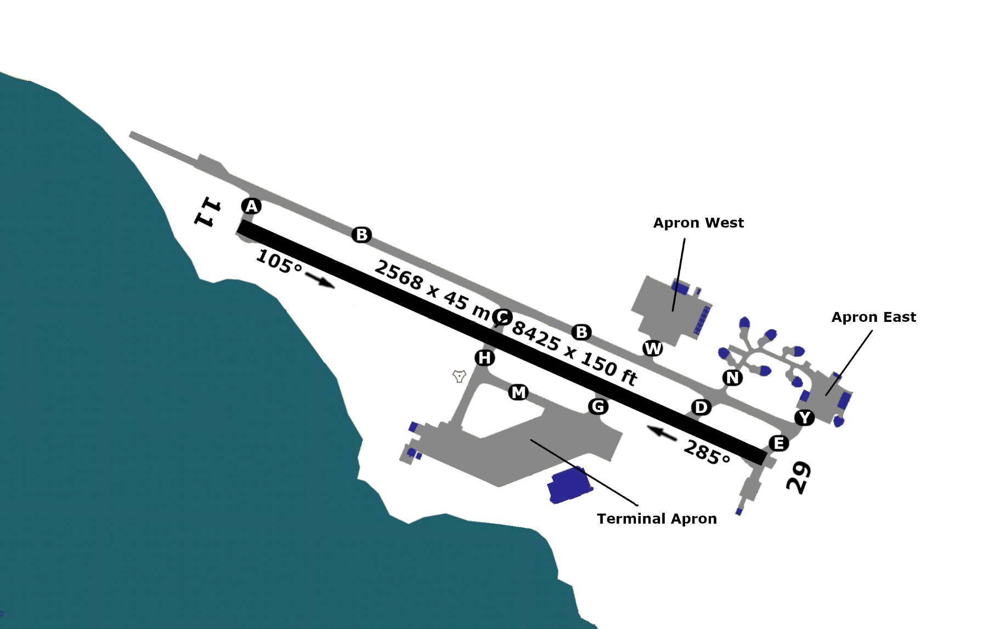 11
A
B
105°
2568 x 45 m / 8425 x 150 ft
C
B
Apron West
Apron East
W
H
N
M
G
D
Y
285°
E
29
Terminal Apron